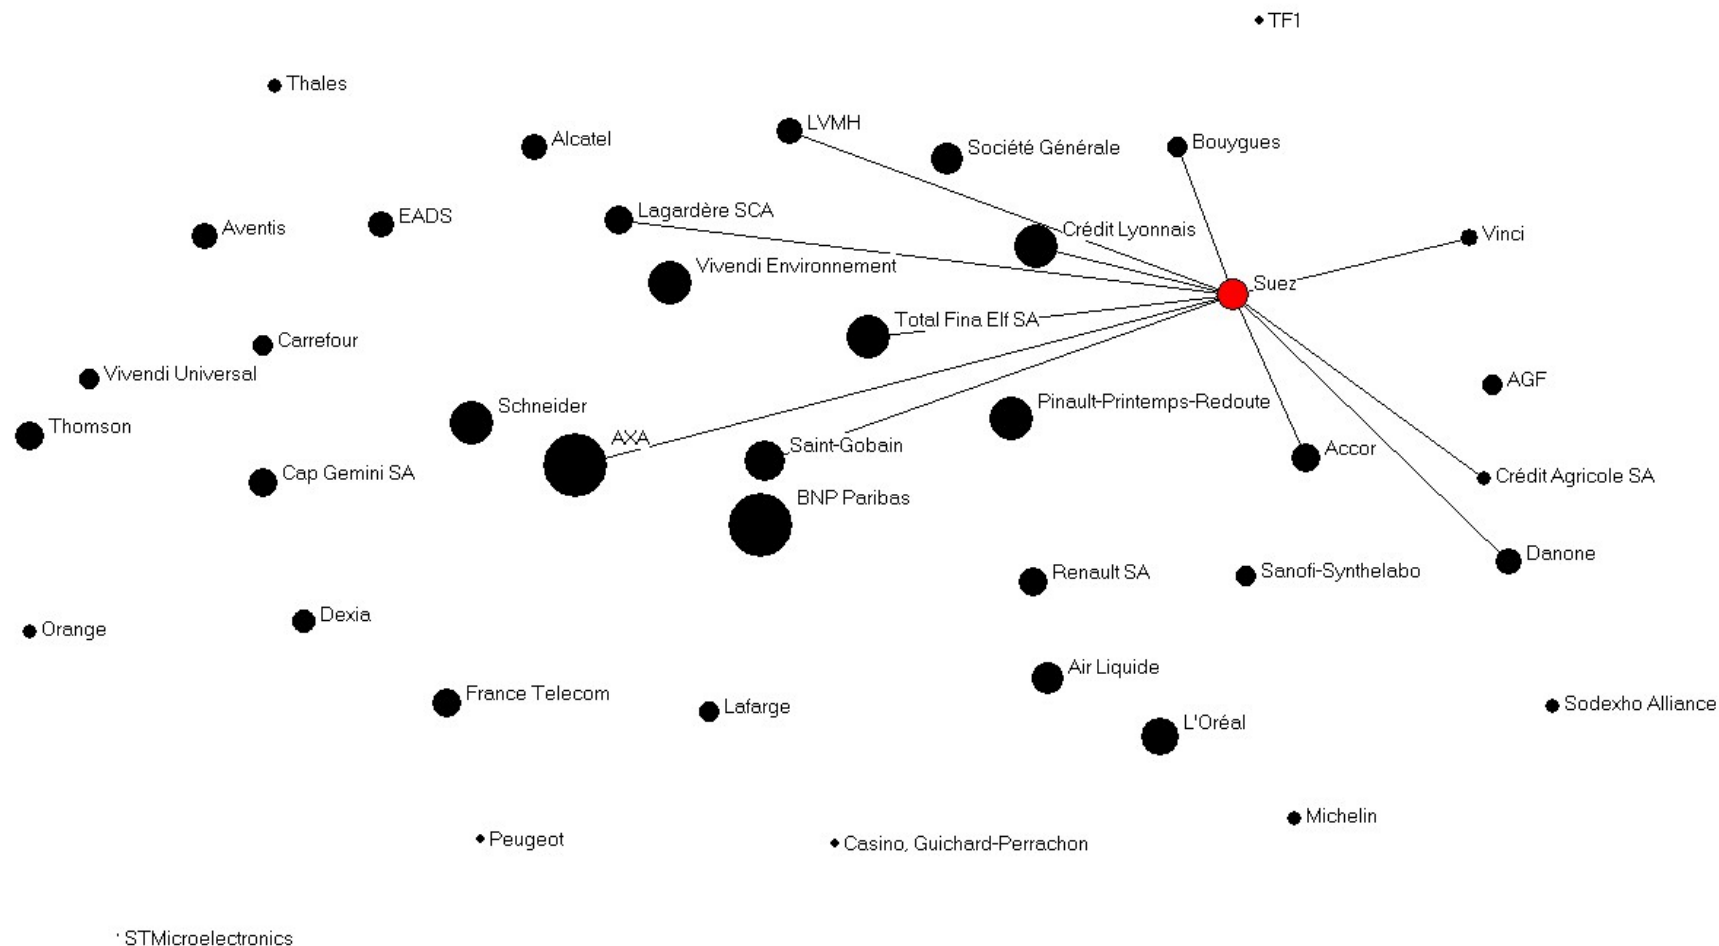 TF1
Thales
LVMH
Alcatel
Société Générale
Bouygues
Lagardère SCA
EADS
Aventis
Crédit Lyonnais
Vinci
Vivendi Environnement
Suez
Total Fina Elf SA
Carrefour
Vivendi Universal
AGF
Schneider
Pinault-Printemps-Redoute
Thomson
AXA
Saint-Gobain
Accor
Cap Gemini SA
Crédit Agricole SA
BNP Paribas
Danone
Renault SA
Sanofi-Synthelabo
Dexia
Orange
Air Liquide
France Telecom
Lafarge
Sodexho Alliance
L'Oréal
Michelin
Peugeot
Casino, Guichard-Perrachon
STMicroelectronics